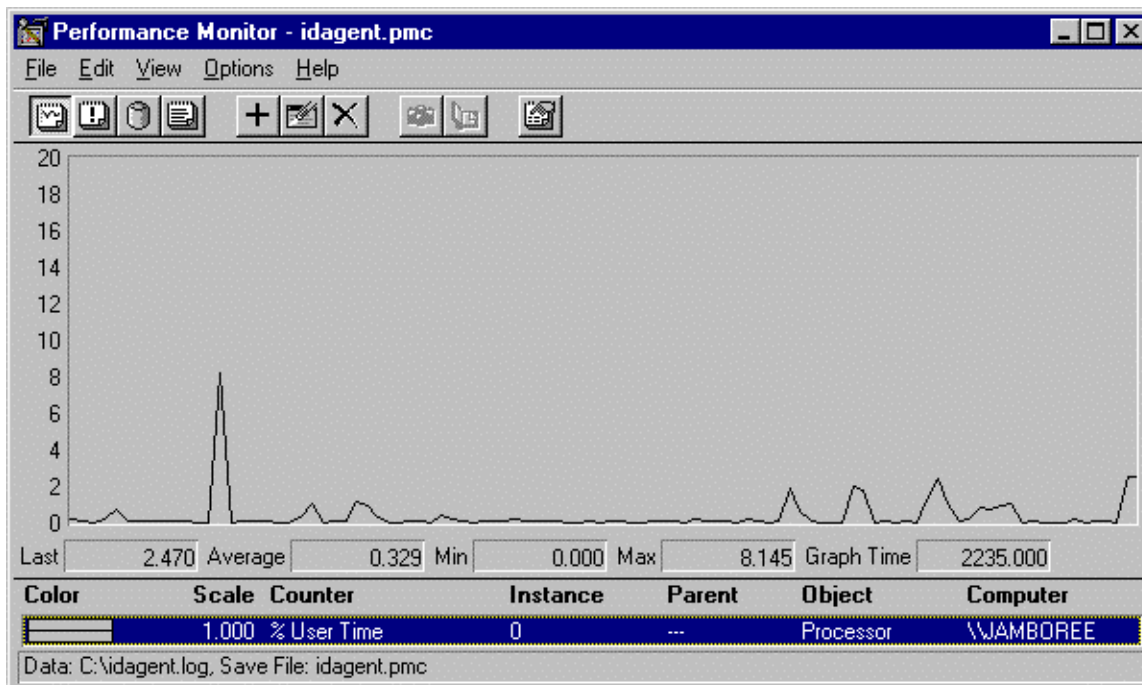 Performance Monitor - idagent.pmc
File Edit View Options Help
20
18
16
14
12
10
8
6
4
2
0
Last 2.470 Average 0.329 Min 0.000 Max 8.145 Graph Time 2235.000
Color Scale Counter Instance Parent Object Computer
1.000 % User Time 0 --- Processor \\JAMBOREE
Data: C:\idagent.log, Save File: idagent.pmc